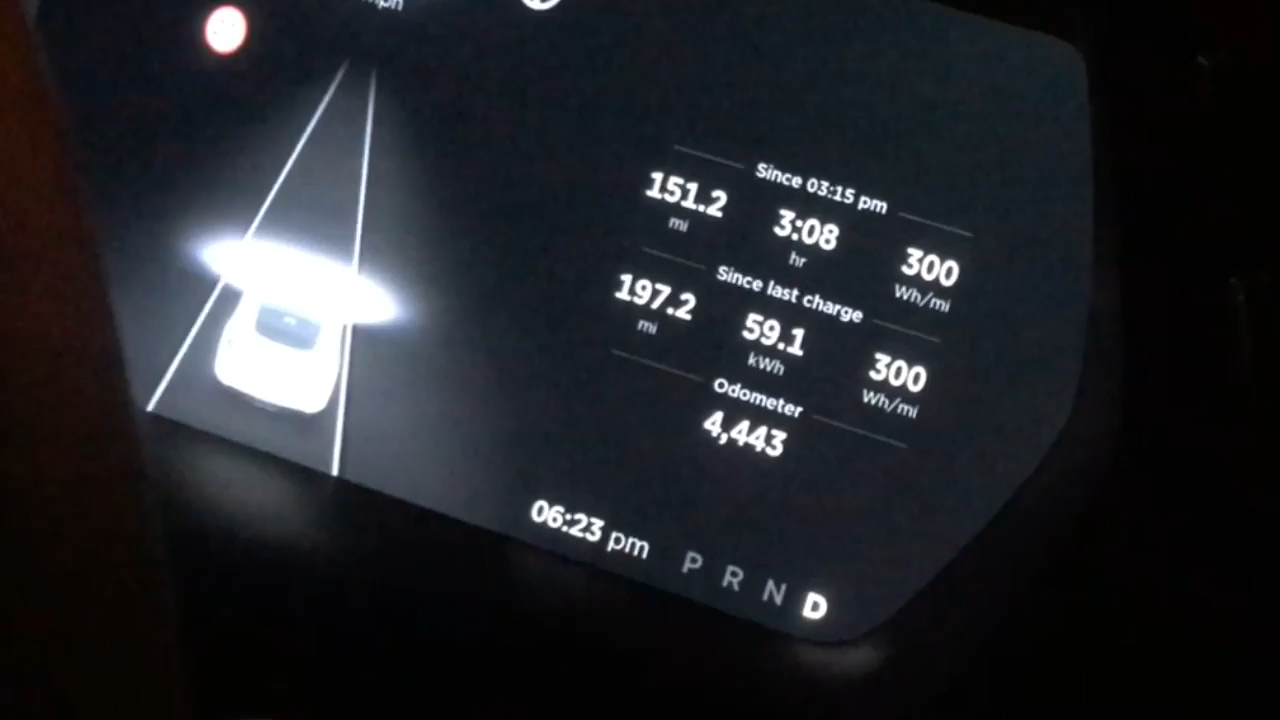 Since 03:15 pm
151.2 3:08 300
mi hr Wh/mi
Since last charge
197.2 59.1 300
mi kWh Wh/mi
Odometer
4,443
06:23 pm P R N D